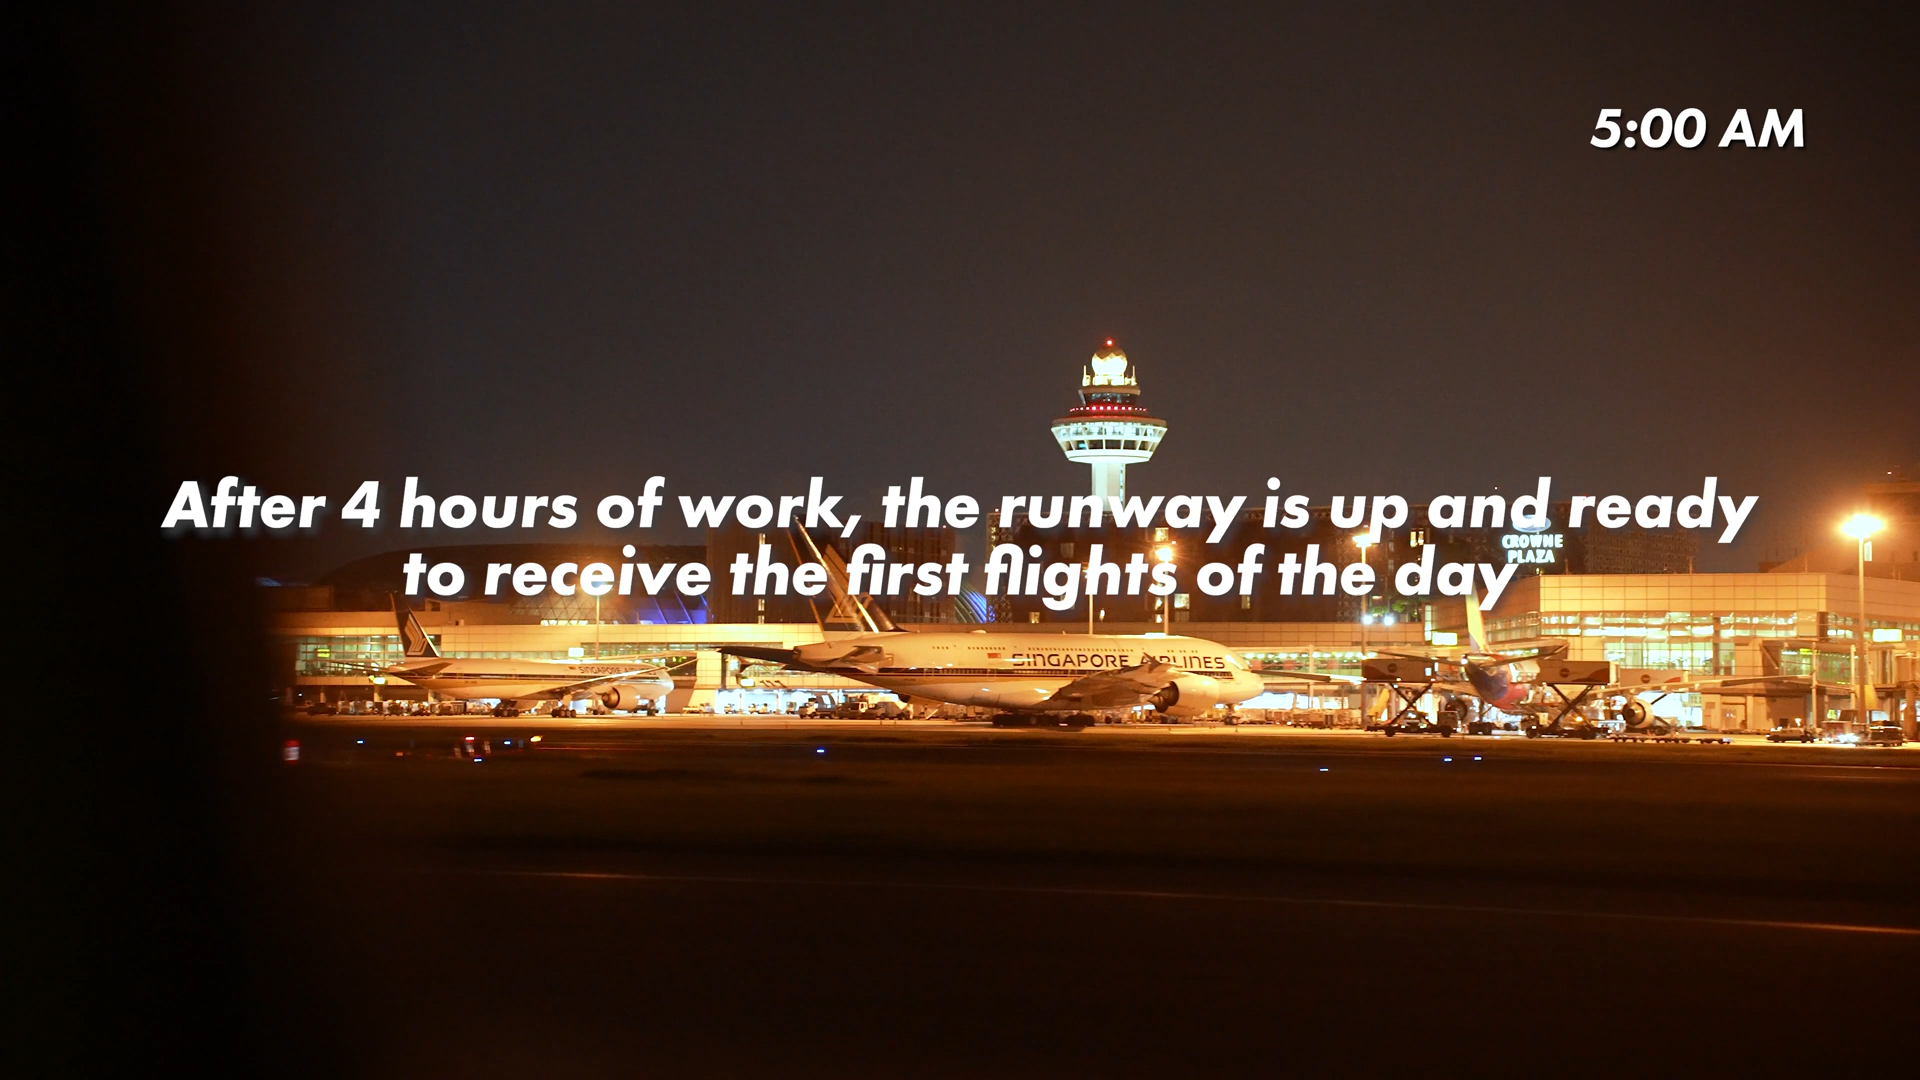 5:00 AM
After 4 hours of work, the runway is up and ready
to receive the first flights of the day
CROWNE
PLAZA
SINGAPORE AIRLINES